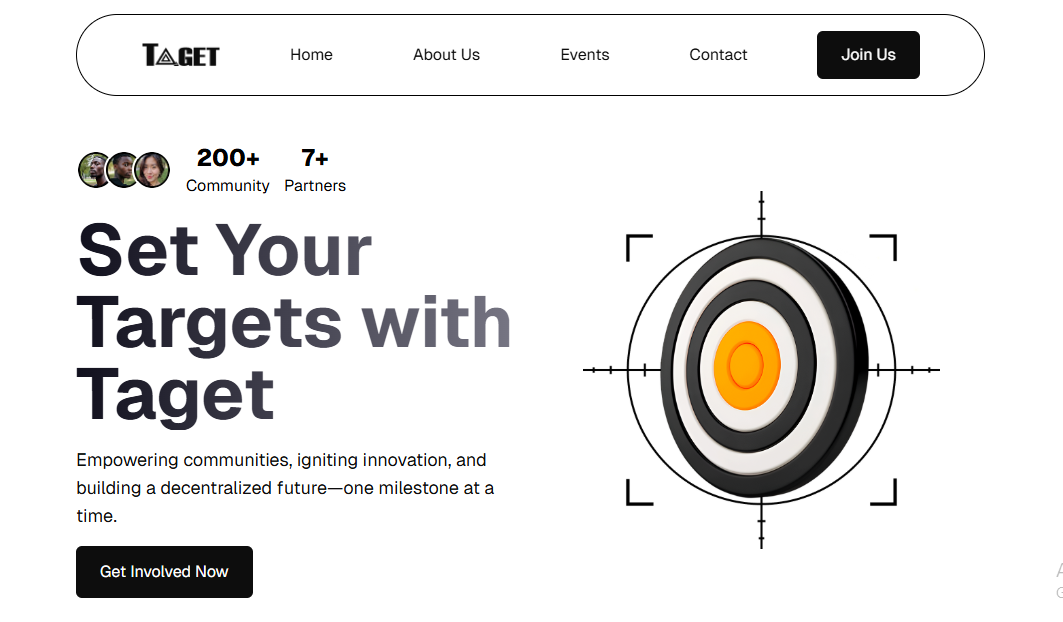 TAGET
Home
About Us
Events
Contact
Join Us
200+
7+
Community
Partners
Set Your
Targets with
Taget
Empowering communities, igniting innovation, and
building a decentralized future—one milestone at a
time.
Get Involved Now